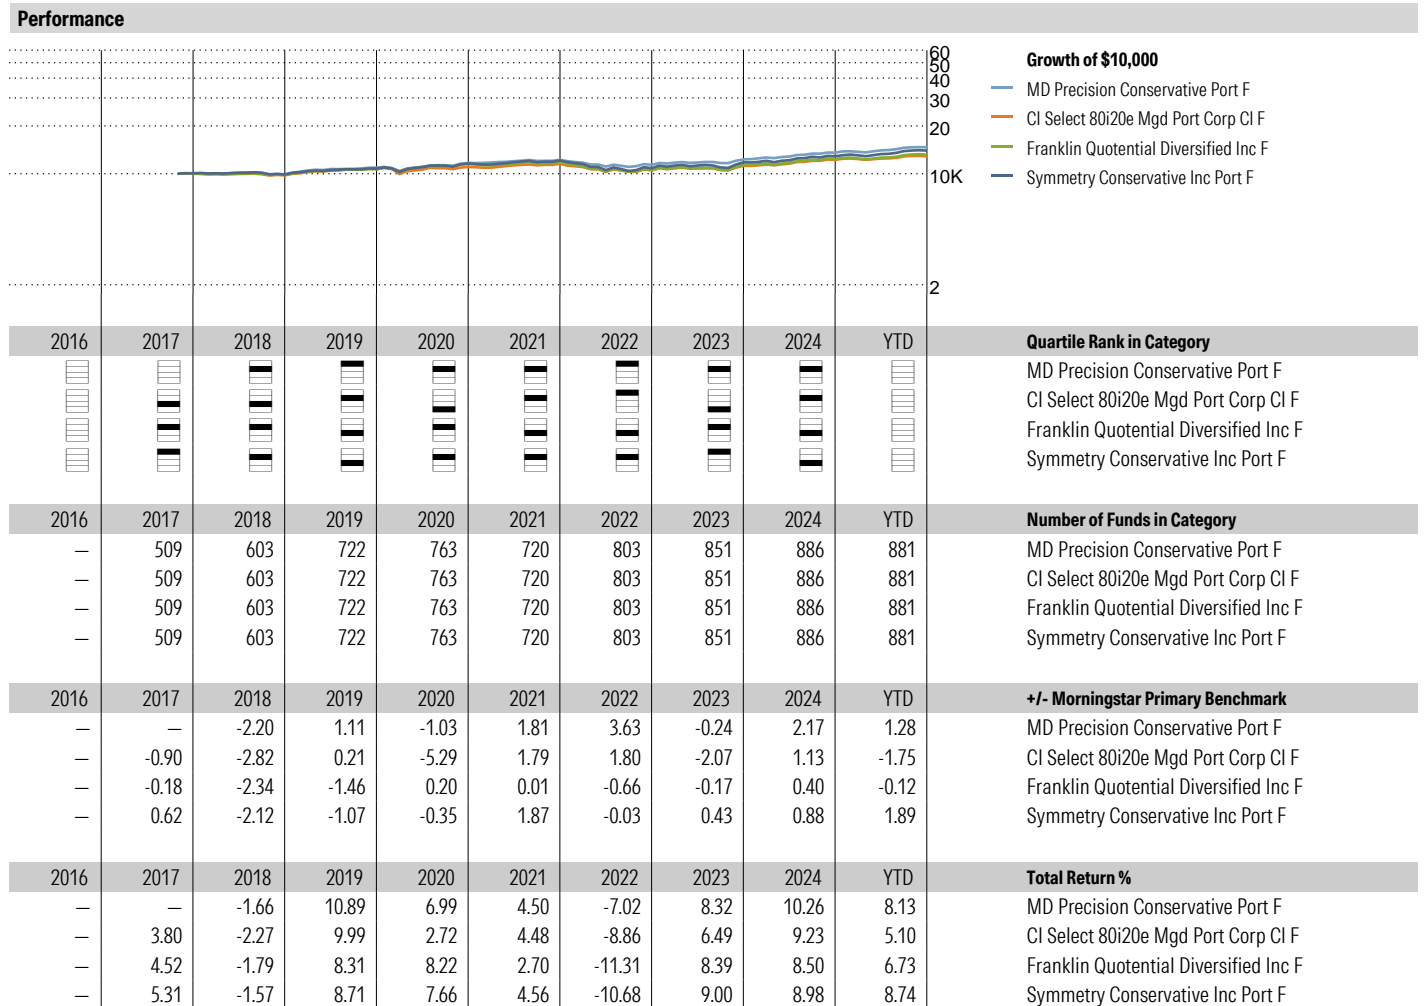 Performance
60
50
40
30
20
10K
2
Growth of $10,000
MD Precision Conservative Port F
CI Select 80i20e Mgd Port Corp Cl F
Franklin Quotential Diversified Inc F
Symmetry Conservative Inc Port F
2016 2017 2018 2019 2020 2021 2022 2023 2024 YTD Quartile Rank in Category
MD Precision Conservative Port F
CI Select 80i20e Mgd Port Corp Cl F
Franklin Quotential Diversified Inc F
Symmetry Conservative Inc Port F
2016 2017 2018 2019 2020 2021 2022 2023 2024 YTD Number of Funds in Category
— 509 603 722 763 720 803 851 886 881 MD Precision Conservative Port F
— 509 603 722 763 720 803 851 886 881 CI Select 80i20e Mgd Port Corp Cl F
— 509 603 722 763 720 803 851 886 881 Franklin Quotential Diversified Inc F
— 509 603 722 763 720 803 851 886 881 Symmetry Conservative Inc Port F
2016 2017 2018 2019 2020 2021 2022 2023 2024 YTD +/- Morningstar Primary Benchmark
— — -2.20 1.11 -1.03 1.81 3.63 -0.24 2.17 1.28 MD Precision Conservative Port F
— -0.90 -2.82 0.21 -5.29 1.79 1.80 -2.07 1.13 -1.75 CI Select 80i20e Mgd Port Corp Cl F
— -0.18 -2.34 -1.46 0.20 0.01 -0.66 -0.17 0.40 -0.12 Franklin Quotential Diversified Inc F
— 0.62 -2.12 -1.07 -0.35 1.87 -0.03 0.43 0.88 1.89 Symmetry Conservative Inc Port F
2016 2017 2018 2019 2020 2021 2022 2023 2024 YTD Total Return %
— — -1.66 10.89 6.99 4.50 -7.02 8.32 10.26 8.13 MD Precision Conservative Port F
— 3.80 -2.27 9.99 2.72 4.48 -8.86 6.49 9.23 5.10 CI Select 80i20e Mgd Port Corp Cl F
— 4.52 -1.79 8.31 8.22 2.70 -11.31 8.39 8.50 6.73 Franklin Quotential Diversified Inc F
— 5.31 -1.57 8.71 7.66 4.56 -10.68 9.00 8.98 8.74 Symmetry Conservative Inc Port F